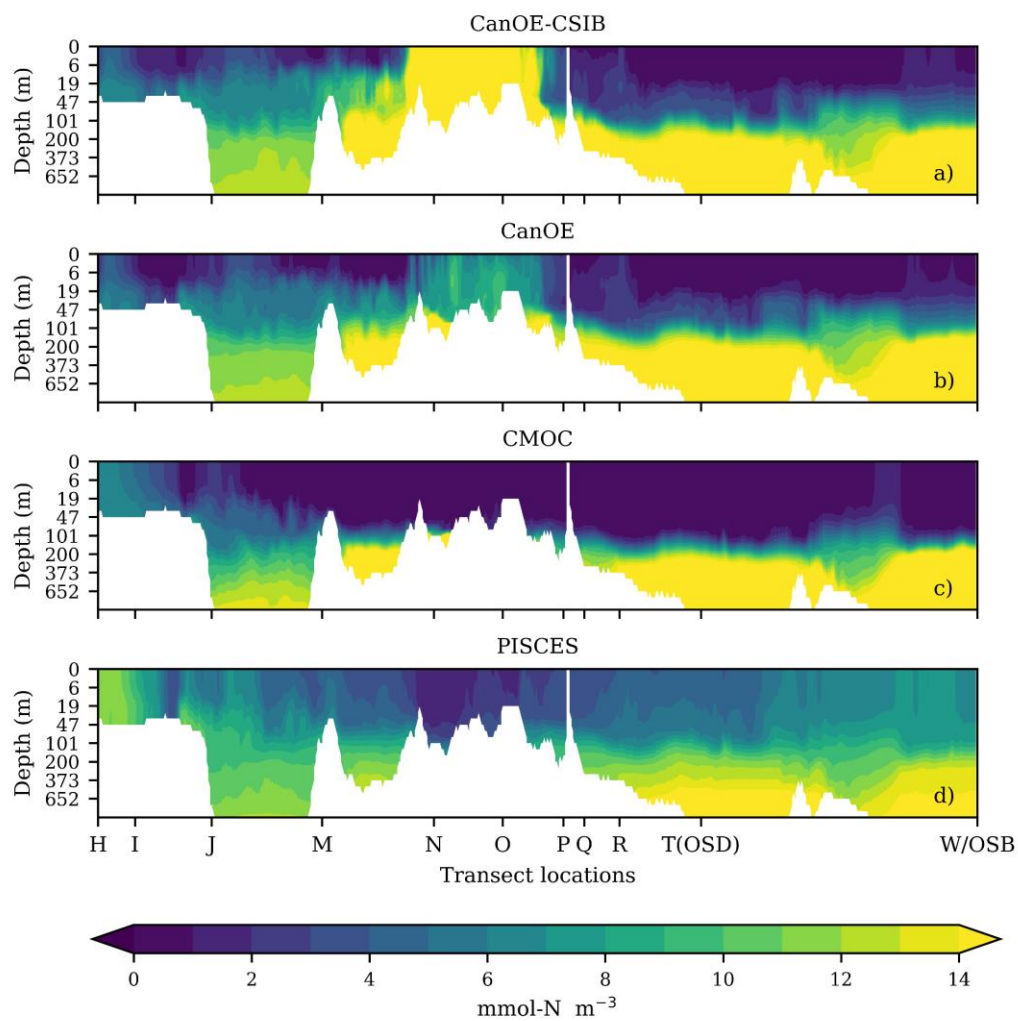 CanOE-CSIB
Depth (m)
0
6
19
47
101
200
373
652
a)
CanOE
Depth (m)
0
6
19
47
101
200
373
652
b)
CMOC
Depth (m)
0
6
19
47
101
200
373
652
c)
PISCES
Depth (m)
0
6
19
47
101
200
373
652
d)
H I J M N O P Q R T(OSD) W/OSB
Transect locations
0 2 4 6 8 10 12 14
mmol-N m⁻³